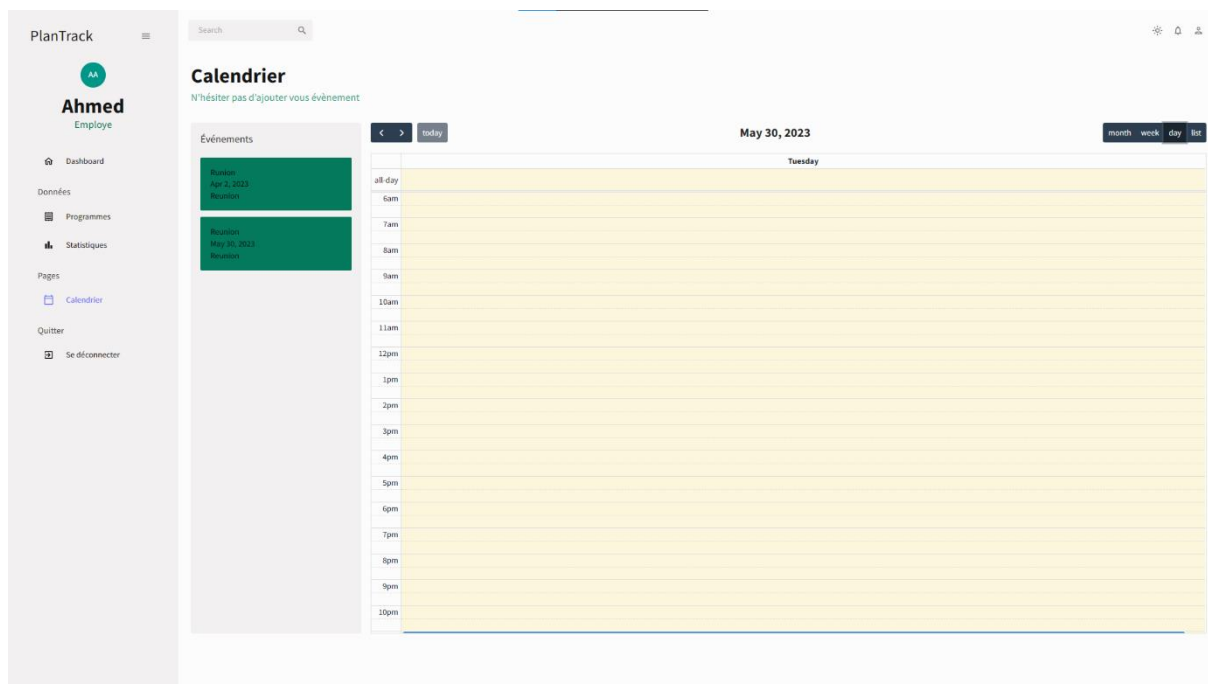 PlanTrack
AA
Ahmed
Employe
Dashboard
Données
Programmes
Statistiques
Pages
Calendrier
Quitter
Se déconnecter
Search
Calendrier
N'hésiter pas d'ajouter vous évènement
Événements
Runion
Apr 2, 2023
Reunion
Reunion
May 30, 2023
Reunion
today
May 30, 2023
month week day list
Tuesday
all-day
6am
7am
8am
9am
10am
11am
12pm
1pm
2pm
3pm
4pm
5pm
6pm
7pm
8pm
9pm
10pm